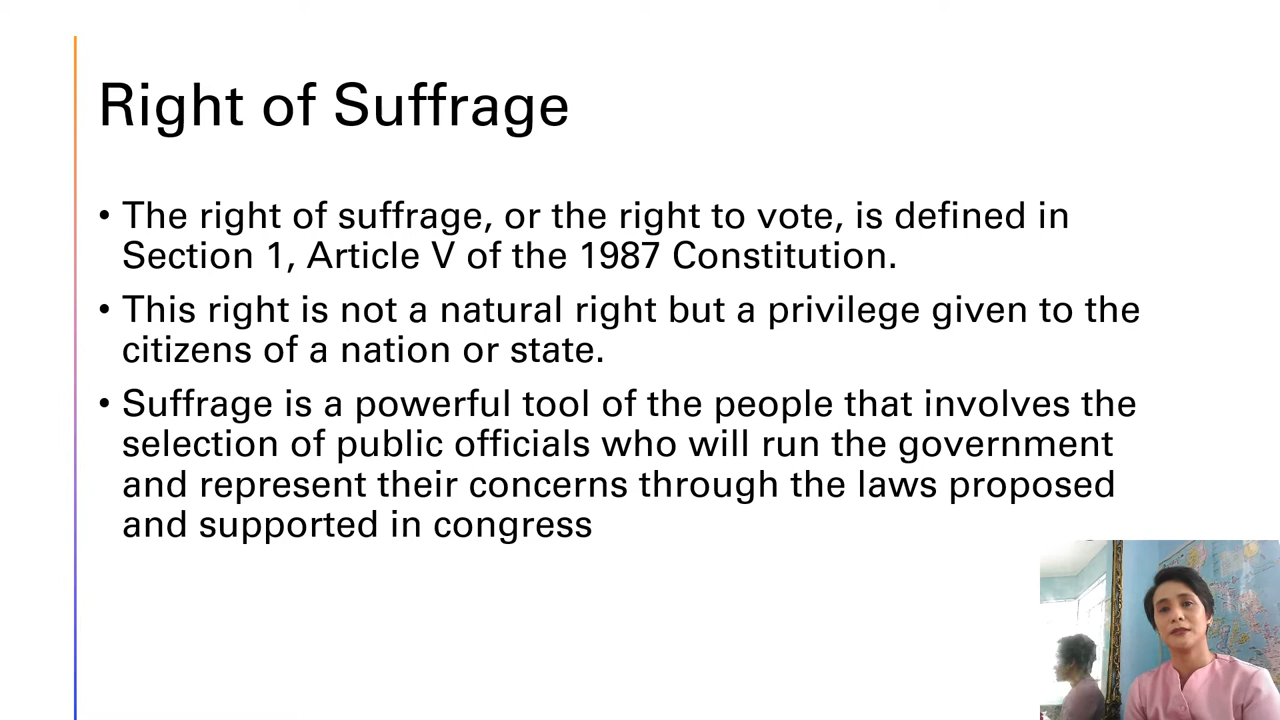 Right of Suffrage
• The right of suffrage, or the right to vote, is defined in
Section 1, Article V of the 1987 Constitution.
• This right is not a natural right but a privilege given to the
citizens of a nation or state.
• Suffrage is a powerful tool of the people that involves the
selection of public officials who will run the government
and represent their concerns through the laws proposed
and supported in congress